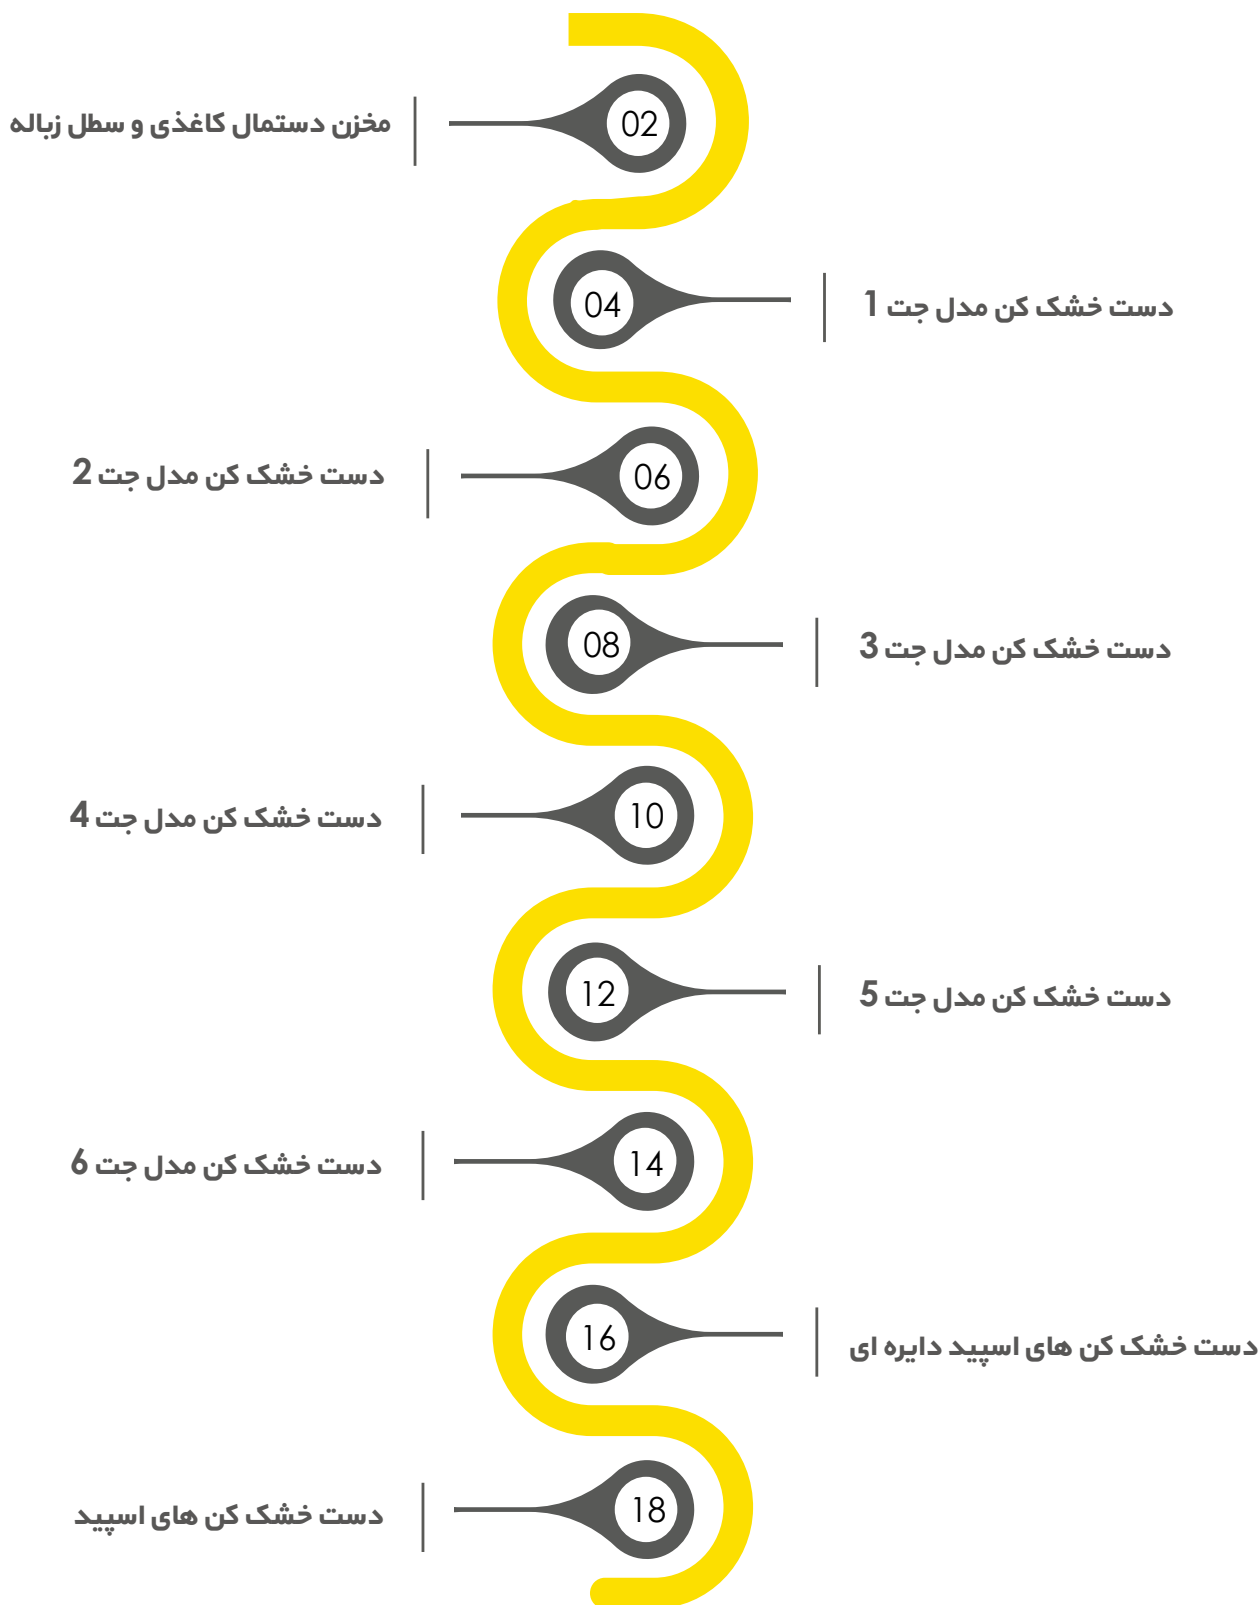 مخزن دستمال کاغذی و سطل زباله
02
04
دست خشک کن مدل جت 1
دست خشک کن مدل جت 2
06
08
دست خشک کن مدل جت 3
دست خشک کن مدل جت 4
10
12
دست خشک کن مدل جت 5
دست خشک کن مدل جت 6
14
16
دست خشک کن های اسپید دایره ای
دست خشک کن های اسپید
18